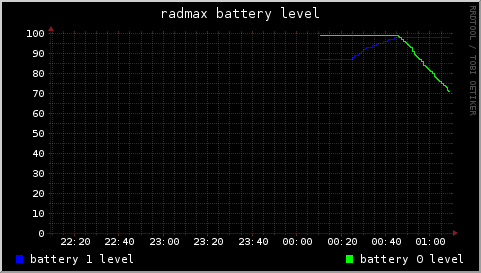 radmax battery level
RRDTOOL / TOBI OETIKER
100
90
80
70
60
50
40
30
20
10
0
22:20 22:40 23:00 23:20 23:40 00:00 00:20 00:40 01:00
battery 1 level battery 0 level